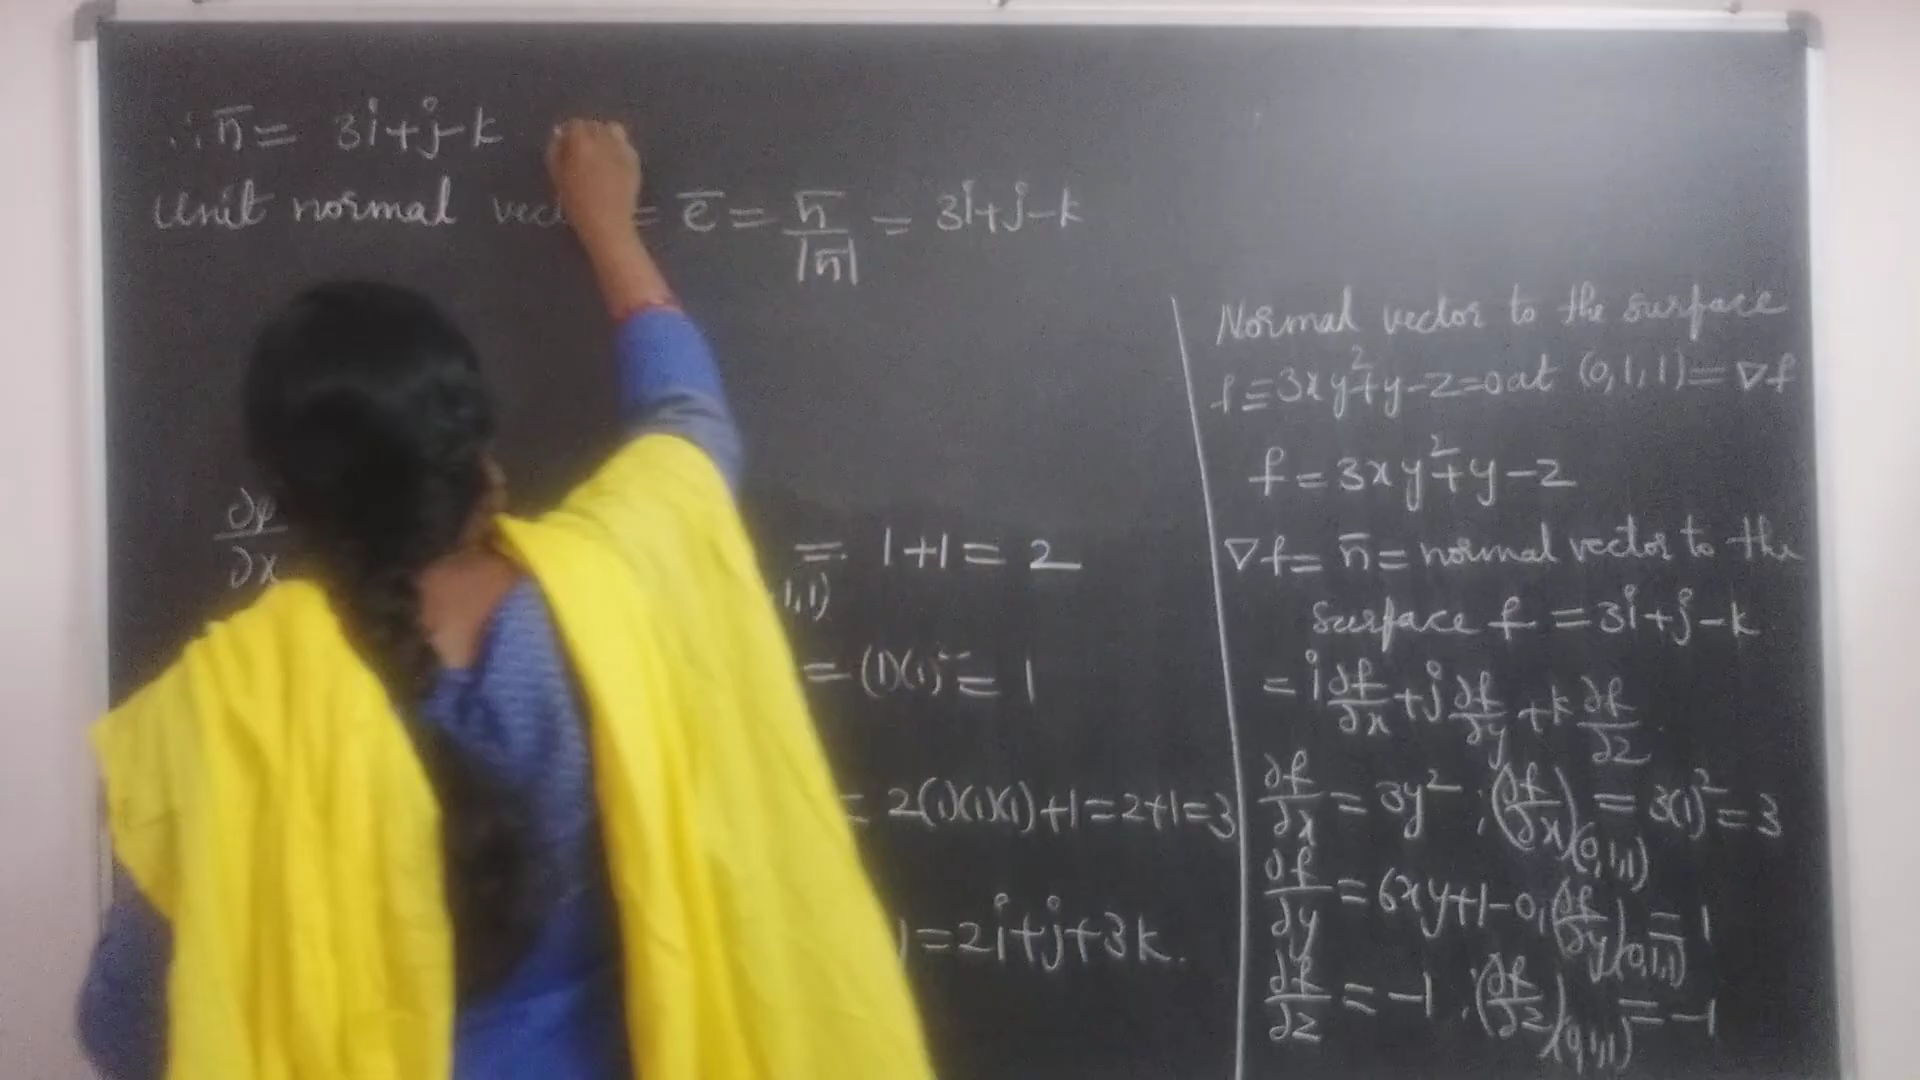 ∴ n̅ = 3i+j-k
Unit normal vec = e̅ = n̅/|n̅| = 3i+j-k
∂φ/∂x
= 1+1 = 2
1,1)
= (1)(1) = 1
= 2(1)(1)(1)+1=2+1=3
) = 2i+j+3k.
Normal vector to the surface
f≡3xy²+y-z=0 at (0,1,1) = ∇f
f = 3xy²+y-z
∇f = n̅ = normal vector to the
surface f = 3i+j-k
= i ∂f/∂x + j ∂f/∂y + k ∂f/∂z.
∂f/∂x = 3y² ; (∂f/∂x)(0,1,1) = 3(1)² = 3
∂f/∂y = 6xy+1-0, (∂f/∂y)(0,1,1) = 1
∂f/∂z = -1 ; (∂f/∂z)(0,1,1) = -1